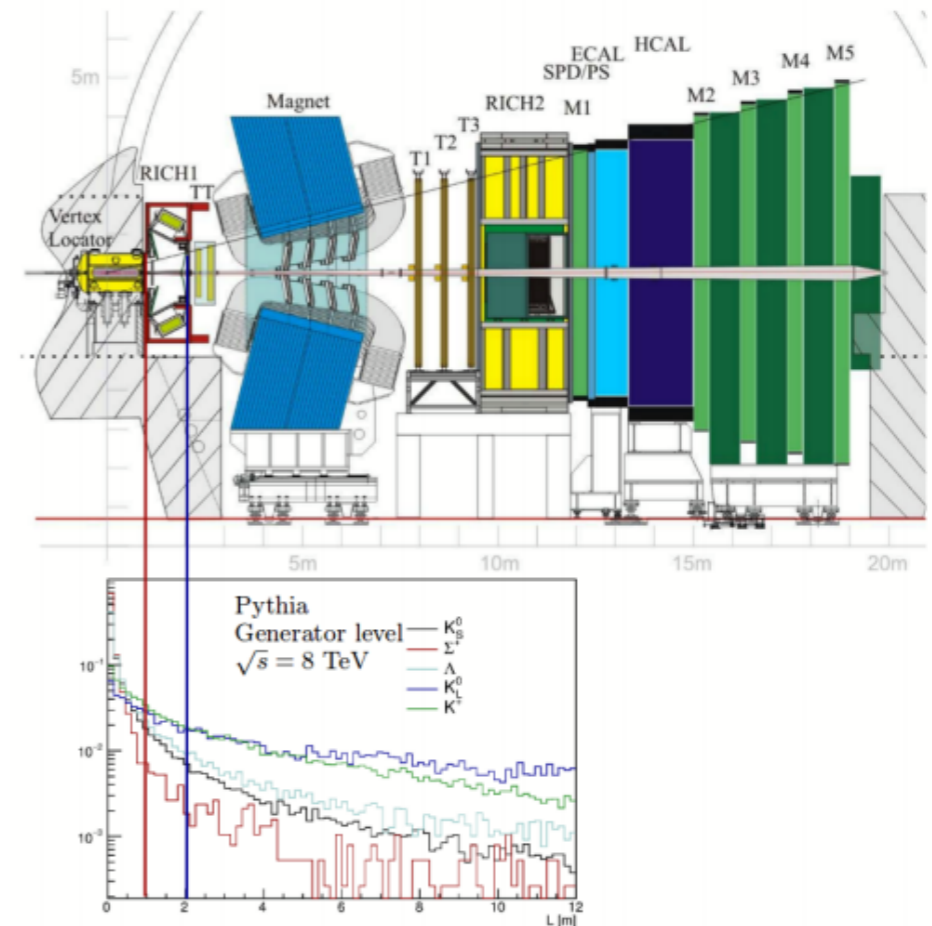 HCAL
ECAL
SPD/PS
M5
M4
M3
M2
M1
5m
Magnet
RICH2
T3
T2
T1
RICH1
TT
Vertex
Locator
5m
10m
15m
20m
Pythia
Generator level
√s = 8 TeV
K⁰_S
Σ⁺
Λ
K⁰_L
K⁺
10⁻¹
10⁻²
10⁻³
0
2
4
6
8
10
12
L [m]